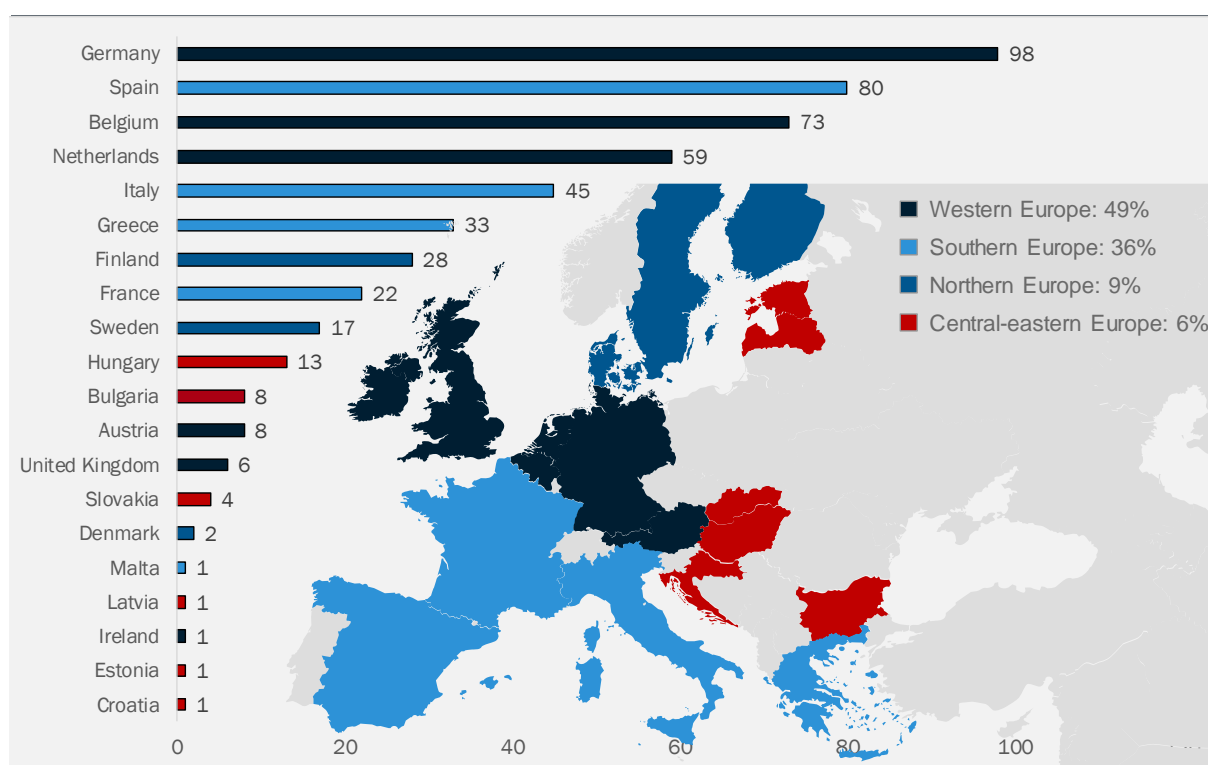 Germany 98
Spain 80
Belgium 73
Netherlands 59
Italy 45
Greece 33
Finland 28
France 22
Sweden 17
Hungary 13
Bulgaria 8
Austria 8
United Kingdom 6
Slovakia 4
Denmark 2
Malta 1
Latvia 1
Ireland 1
Estonia 1
Croatia 1
0 20 40 60 80 100
Western Europe: 49%
Southern Europe: 36%
Northern Europe: 9%
Central-eastern Europe: 6%